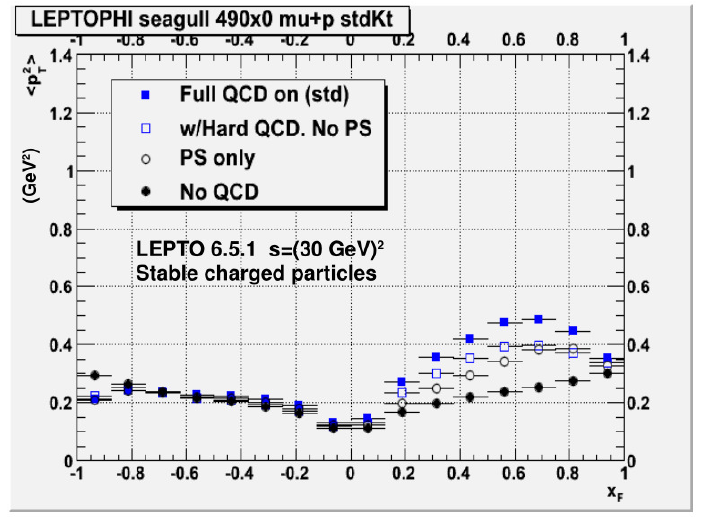 LEPTOPHI seagull 490x0 mu+p stdKt
-1 -0.8 -0.6 -0.4 -0.2 0 0.2 0.4 0.6 0.8 1
<p²T> (GeV²)
1.4 1.4
1.2 1.2
1 1
0.8 0.8
0.6 0.6
0.4 0.4
0.2 0.2
0 0
Full QCD on (std)
w/Hard QCD. No PS
PS only
No QCD
LEPTO 6.5.1 s=(30 GeV)²
Stable charged particles
-1 -0.8 -0.6 -0.4 -0.2 0 0.2 0.4 0.6 0.8 1
xF